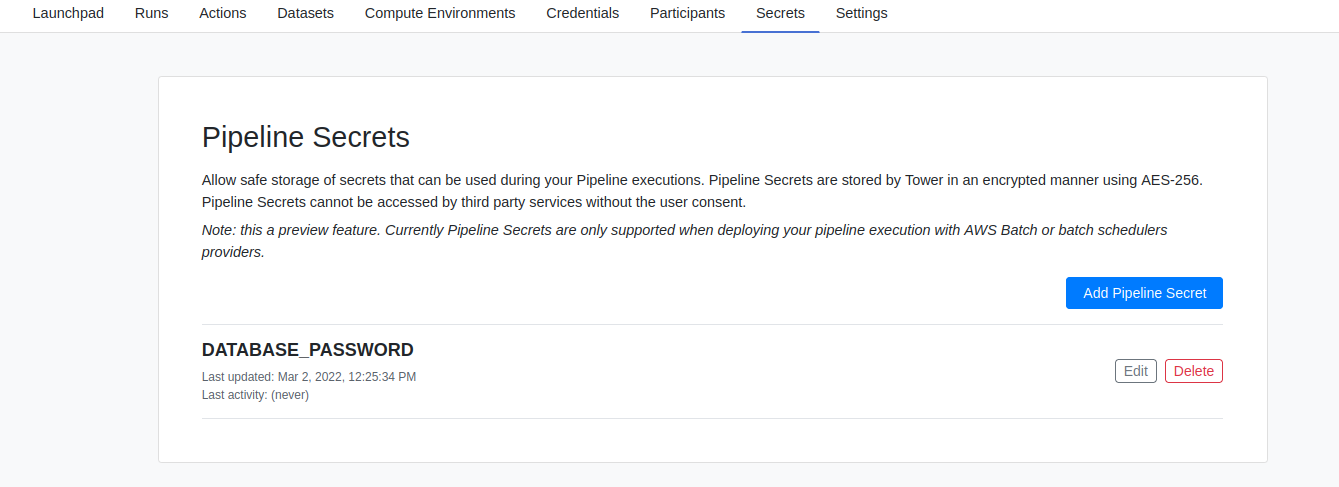 Launchpad Runs Actions Datasets Compute Environments Credentials Participants Secrets Settings
Pipeline Secrets
Allow safe storage of secrets that can be used during your Pipeline executions. Pipeline Secrets are stored by Tower in an encrypted manner using AES-256.
Pipeline Secrets cannot be accessed by third party services without the user consent.
Note: this a preview feature. Currently Pipeline Secrets are only supported when deploying your pipeline execution with AWS Batch or batch schedulers
providers.
Add Pipeline Secret
DATABASE_PASSWORD
Last updated: Mar 2, 2022, 12:25:34 PM
Last activity: (never)
Edit Delete